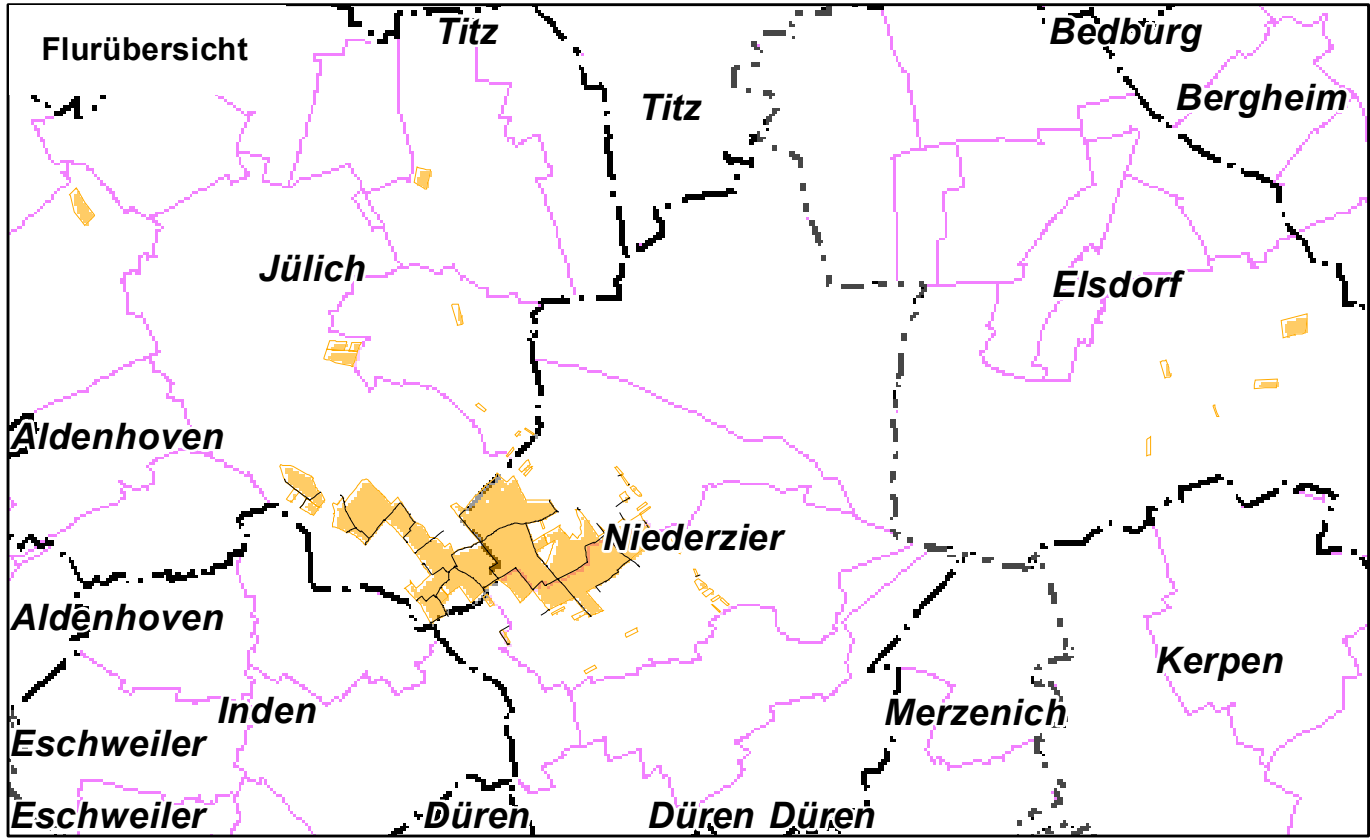 Titz
Bedburg
Flurübersicht
Bergheim
Titz
Jülich
Elsdorf
Aldenhoven
Niederzier
Aldenhoven
Kerpen
Inden
Merzenich
Eschweiler
Eschweiler
Düren
Düren
Düren